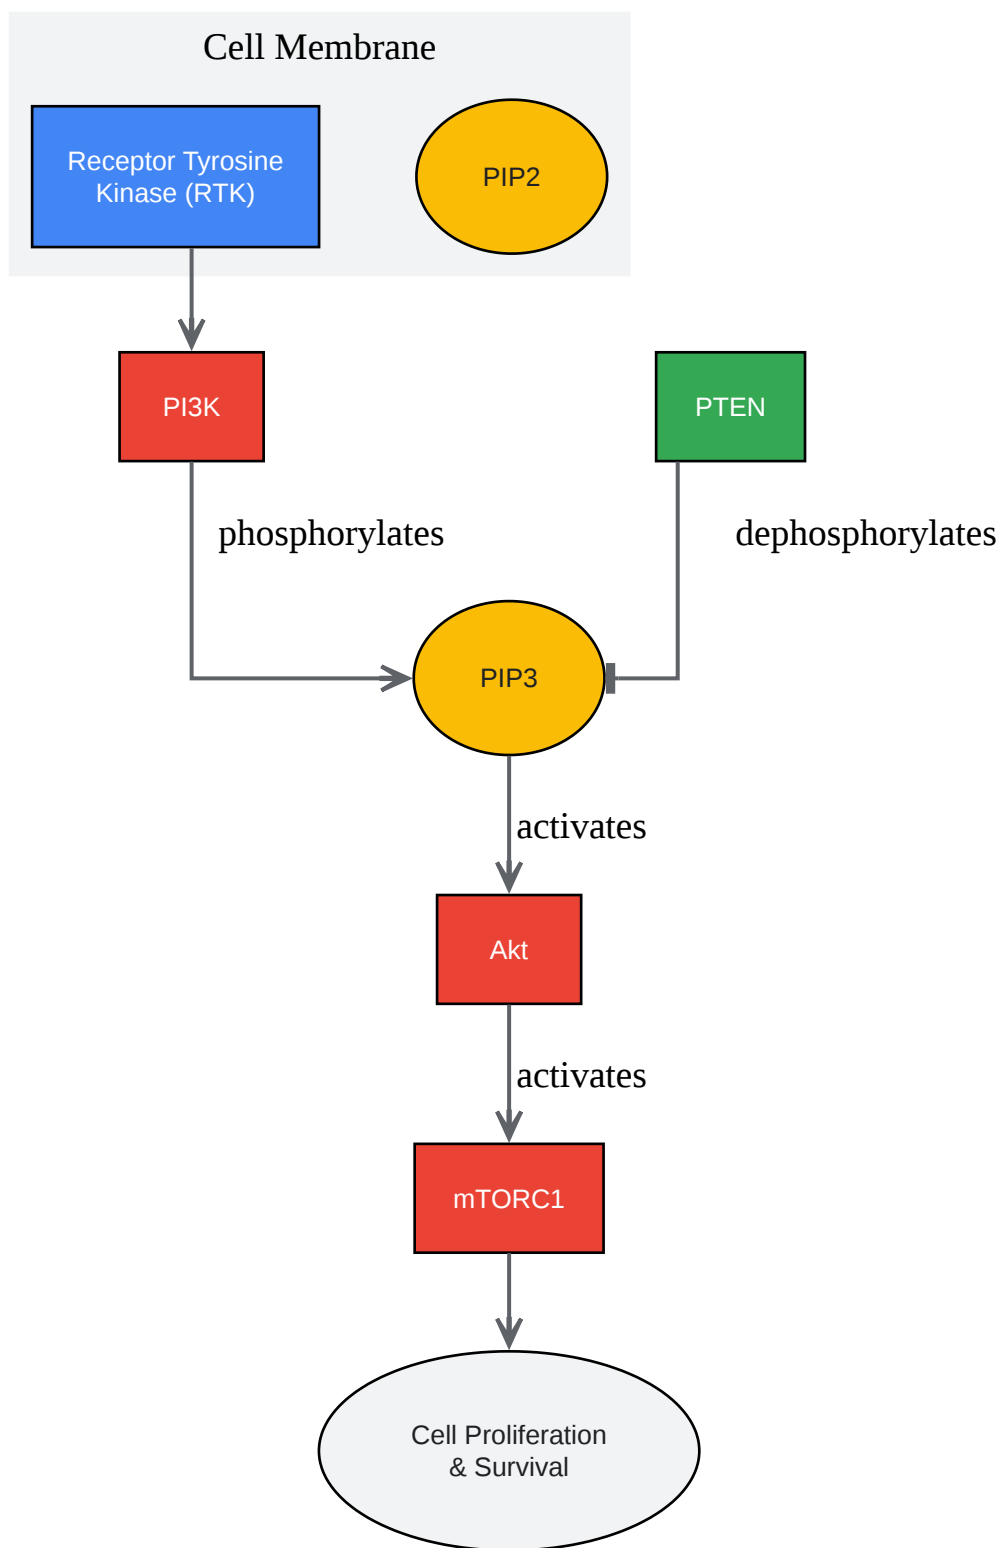 Cell Membrane
Receptor Tyrosine
Kinase (RTK)
PIP2
PI3K
PTEN
phosphorylates
dephosphorylates
PIP3
activates
Akt
activates
mTORC1
Cell Proliferation
& Survival